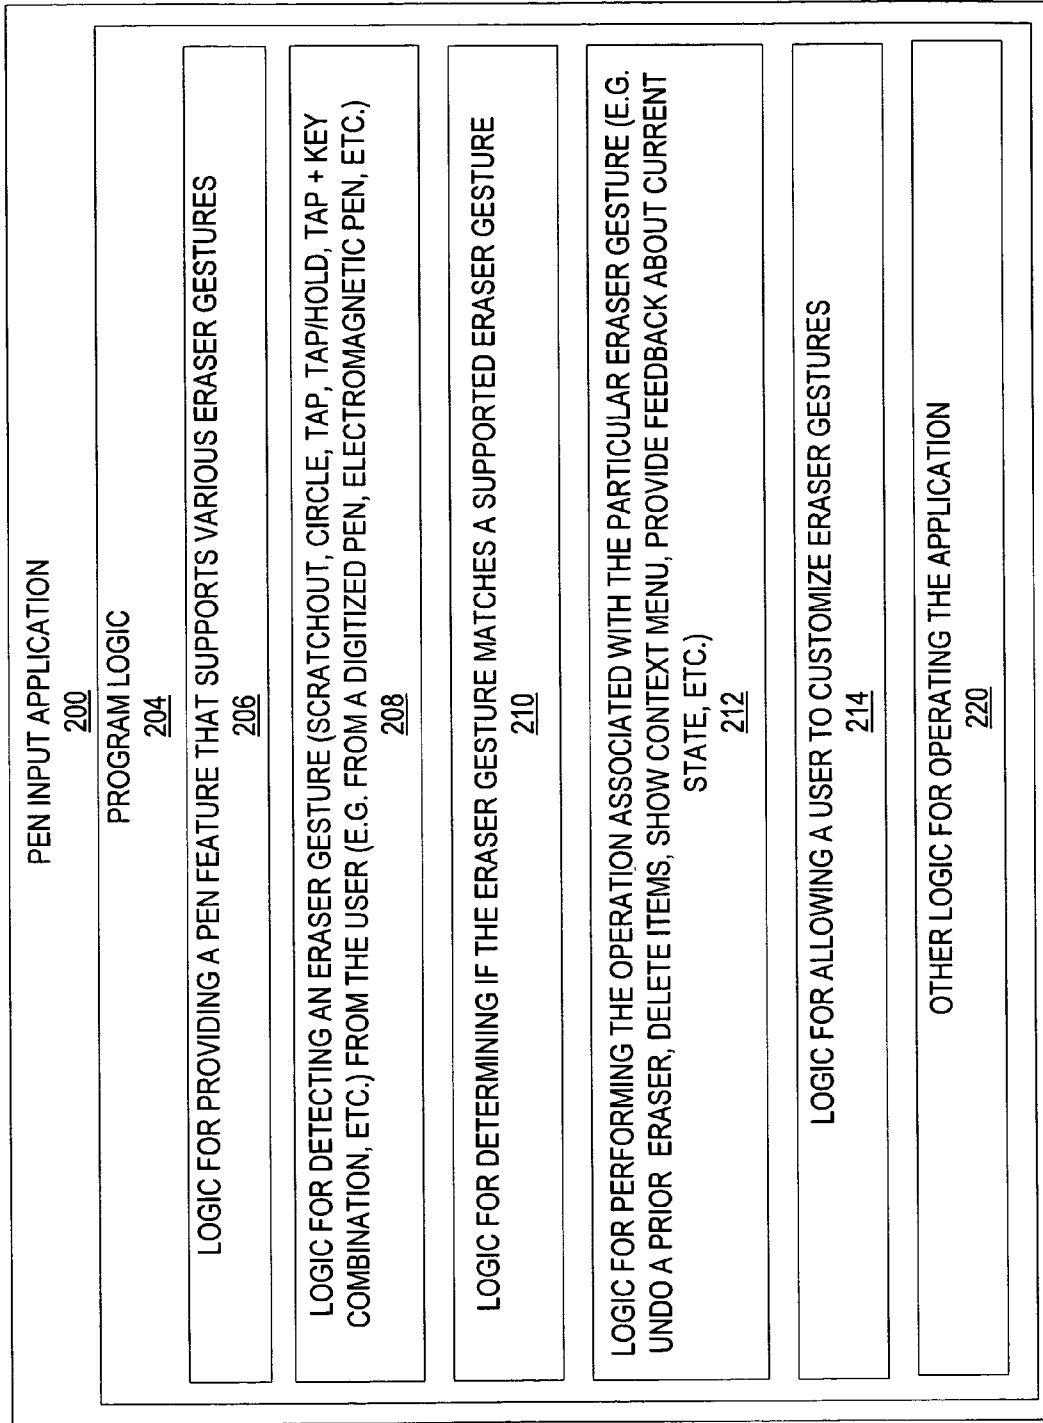 PEN INPUT APPLICATION
200
PROGRAM LOGIC
204
LOGIC FOR PROVIDING A PEN FEATURE THAT SUPPORTS VARIOUS ERASER GESTURES
206
LOGIC FOR DETECTING AN ERASER GESTURE (SCRATCHOUT, CIRCLE, TAP, TAP/HOLD, TAP + KEY
COMBINATION, ETC.) FROM THE USER (E.G. FROM A DIGITIZED PEN, ELECTROMAGNETIC PEN, ETC.)
208
LOGIC FOR DETERMINING IF THE ERASER GESTURE MATCHES A SUPPORTED ERASER GESTURE
210
LOGIC FOR PERFORMING THE OPERATION ASSOCIATED WITH THE PARTICULAR ERASER GESTURE (E.G.
UNDO A PRIOR ERASER, DELETE ITEMS, SHOW CONTEXT MENU, PROVIDE FEEDBACK ABOUT CURRENT
STATE, ETC.)
212
LOGIC FOR ALLOWING A USER TO CUSTOMIZE ERASER GESTURES
214
OTHER LOGIC FOR OPERATING THE APPLICATION
220